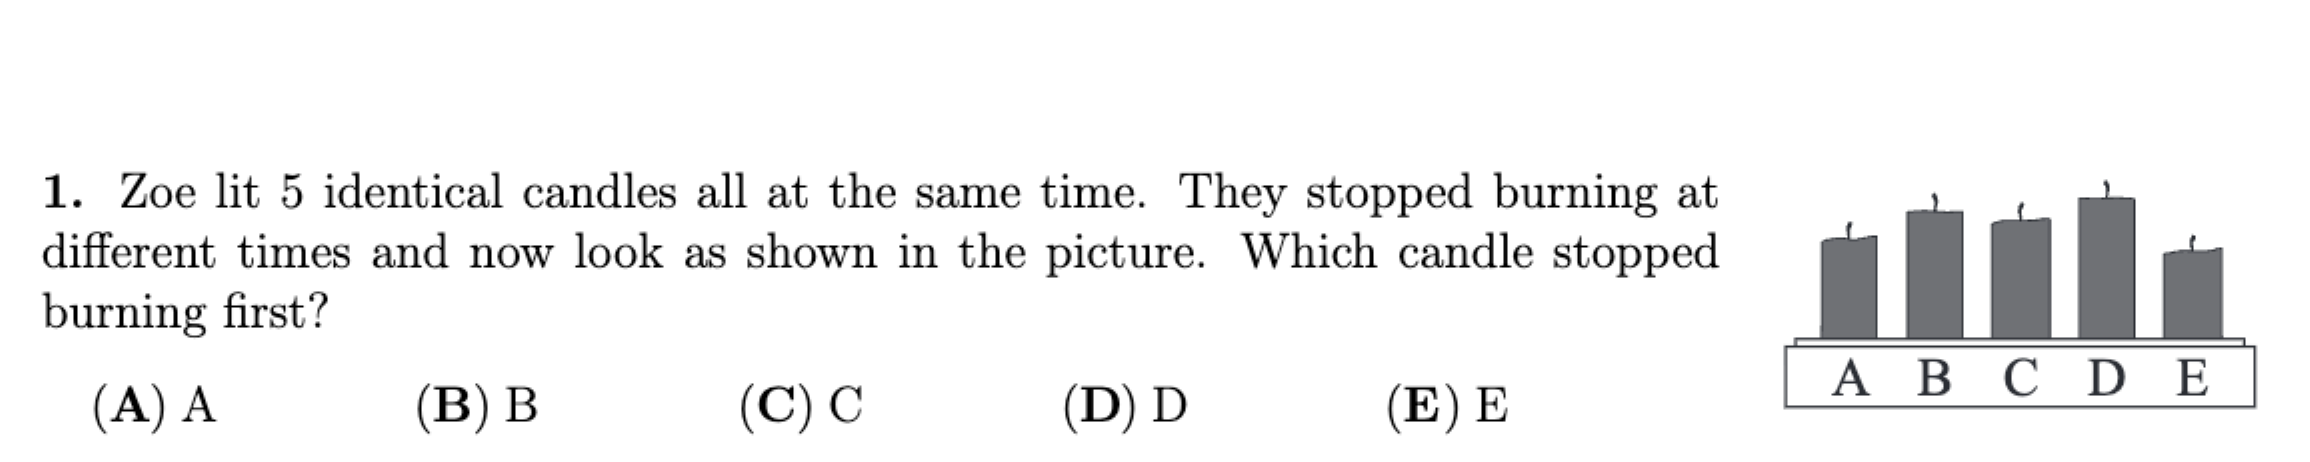 1. Zoe lit 5 identical candles all at the same time. They stopped burning at
different times and now look as shown in the picture. Which candle stopped
burning first?
(A) A (B) B (C) C (D) D (E) E
A B C D E